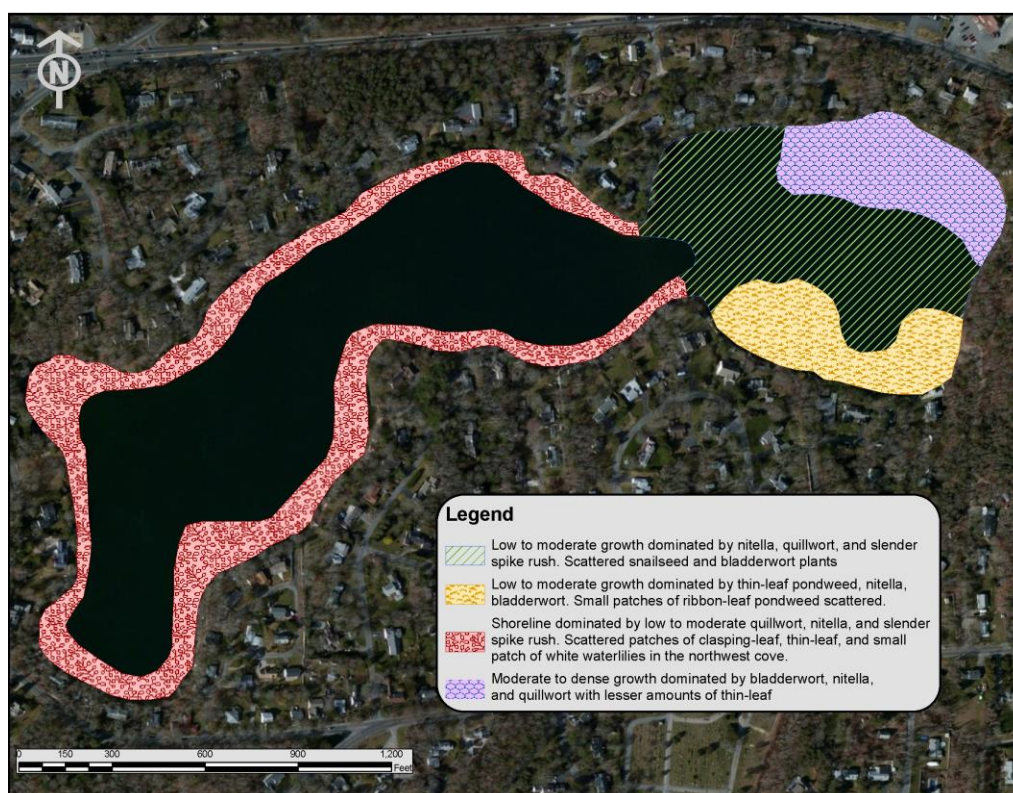 N
Legend
Low to moderate growth dominated by nitella, quillwort, and slender
spike rush. Scattered snailseed and bladderwort plants
Low to moderate growth dominated by thin-leaf pondweed, nitella,
bladderwort. Small patches of ribbon-leaf pondweed scattered.
Shoreline dominated by low to moderate quillwort, nitella, and slender
spike rush. Scattered patches of clasping-leaf, thin-leaf, and small
patch of white waterlilies in the northwest cove.
Moderate to dense growth dominated by bladderwort, nitella,
and quillwort with lesser amounts of thin-leaf
0 150 300 600 900 1,200
Feet